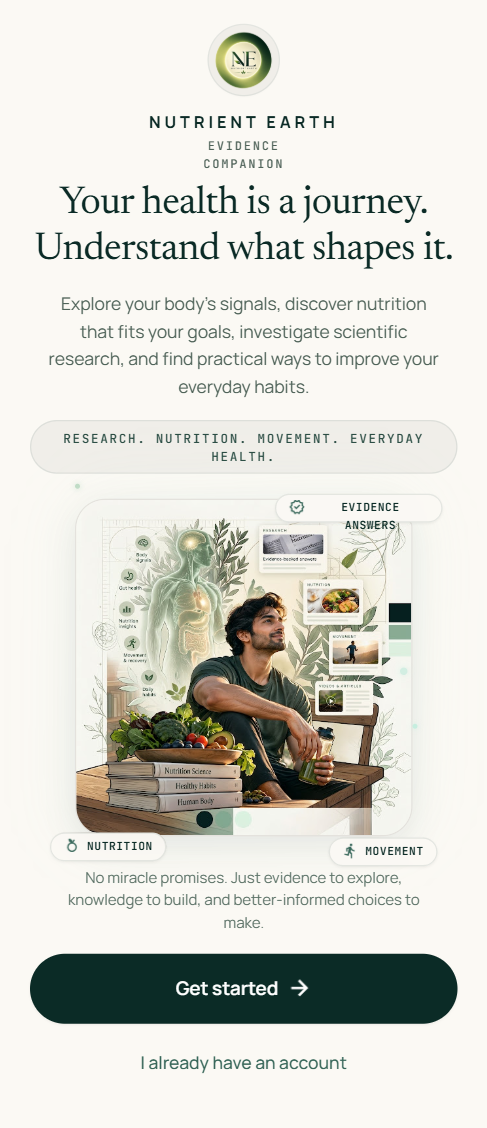 NE
NUTRIENT EARTH
EVIDENCE
COMPANION
Your health is a journey.
Understand what shapes it.
Explore your body's signals, discover nutrition
that fits your goals, investigate scientific
research, and find practical ways to improve your
everyday habits.
RESEARCH. NUTRITION. MOVEMENT. EVERYDAY
HEALTH.
EVIDENCE
ANSWERS
RESEARCH
Evidence-backed answers
Body
signals
Gut health
NUTRITION
Nutrition
insights
MOVEMENT
Movement
& recovery
VIDEOS & ARTICLES
Daily
habits
Nutrition Science
Healthy Habits
Human Body
NUTRITION
MOVEMENT
No miracle promises. Just evidence to explore,
knowledge to build, and better-informed choices to
make.
Get started
I already have an account